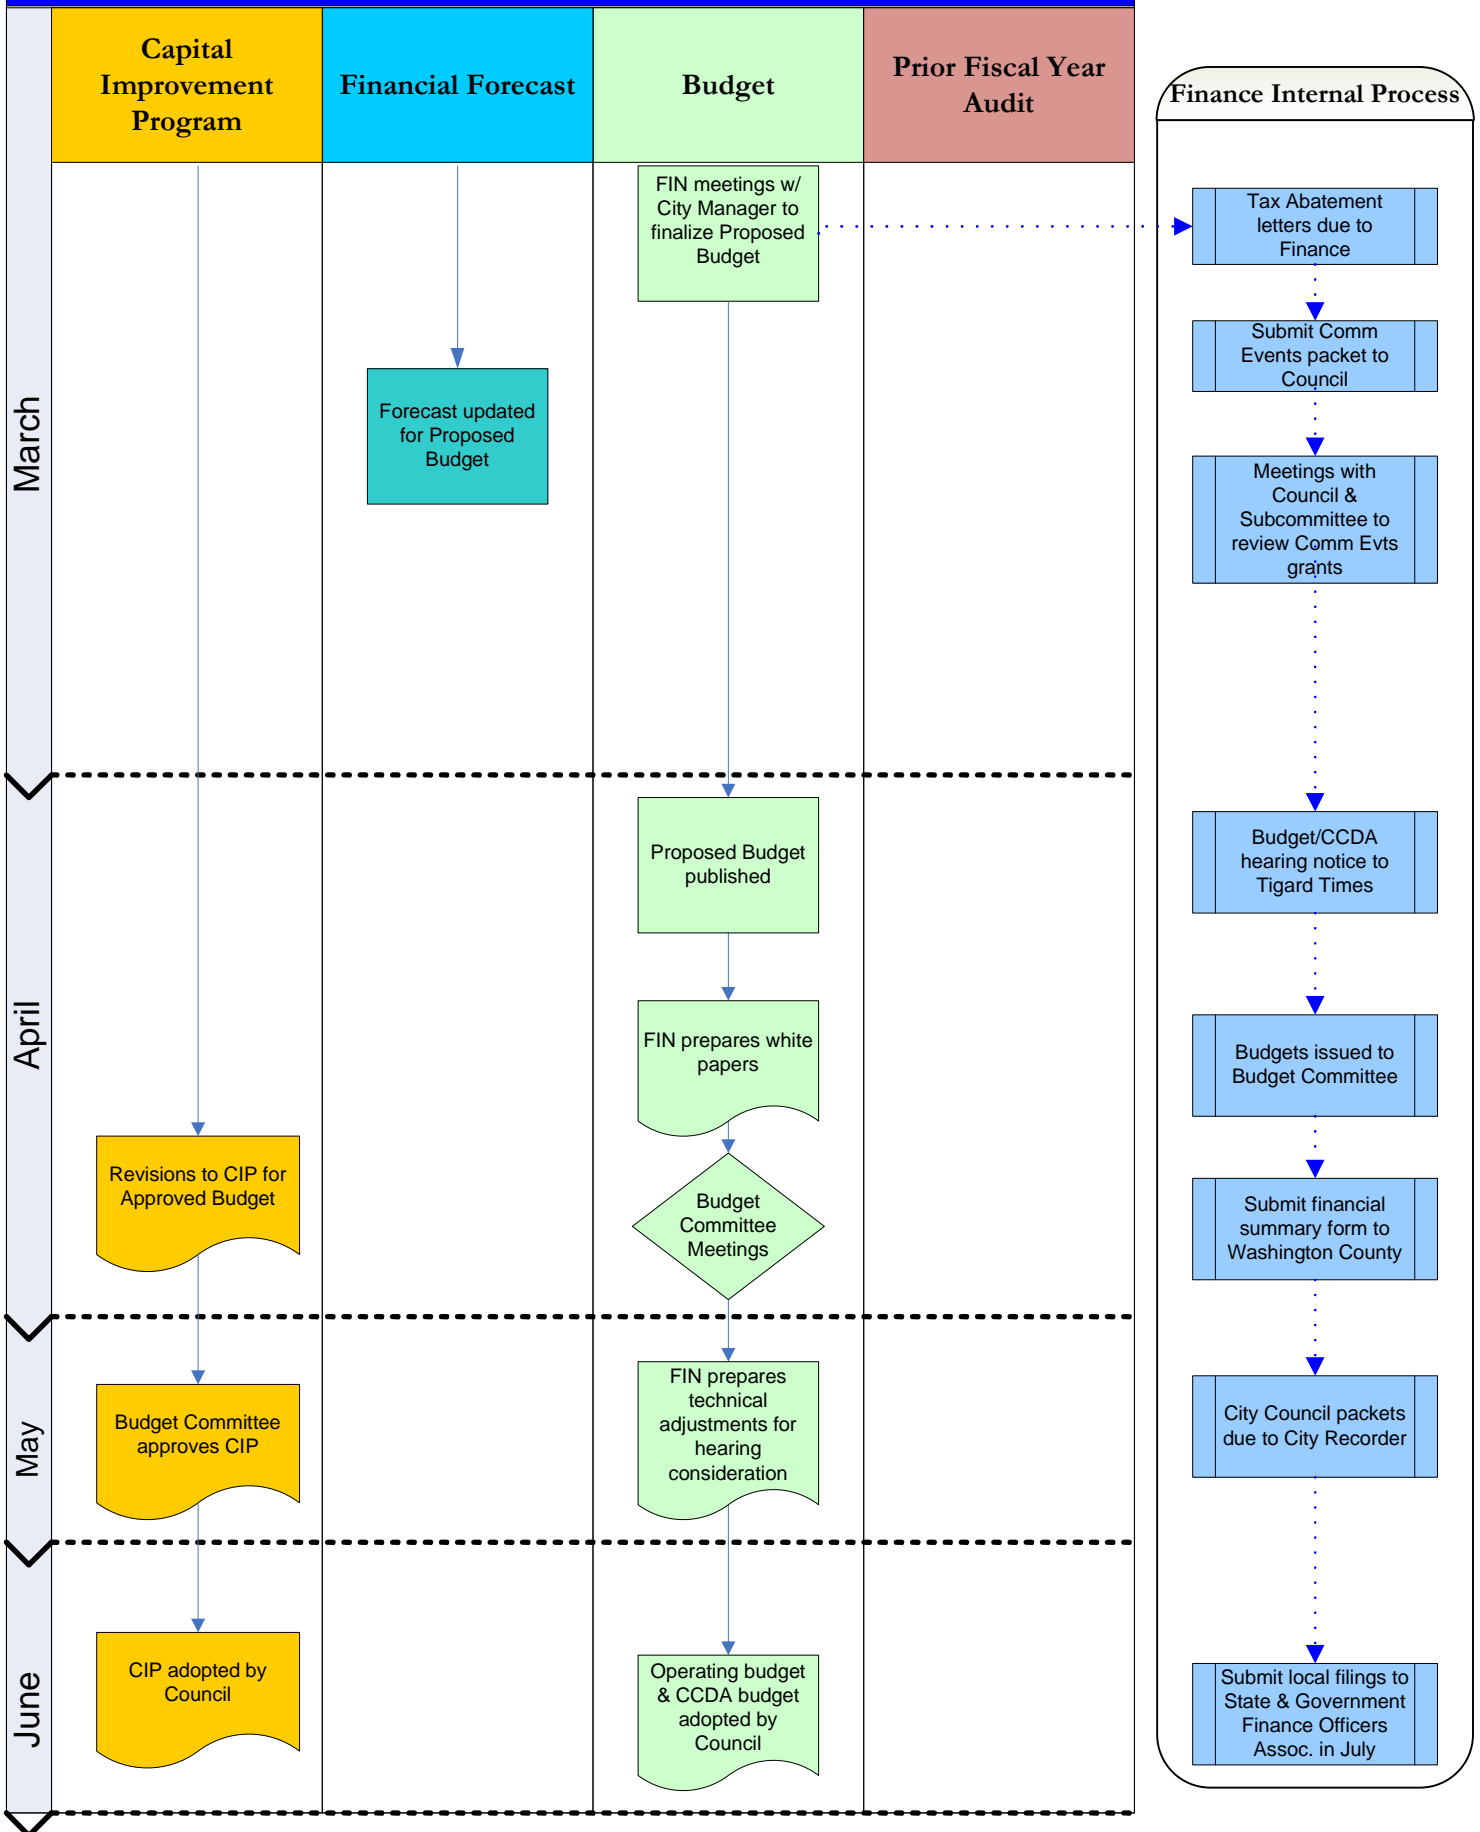 Capital
Improvement
Program
Financial Forecast
Budget
Prior Fiscal Year
Audit
Finance Internal Process
March
FIN meetings w/
City Manager to
finalize Proposed
Budget
Tax Abatement
letters due to
Finance
Submit Comm
Events packet to
Council
Forecast updated
for Proposed
Budget
Meetings with
Council &
Subcommittee to
review Comm Evts
grants
April
Proposed Budget
published
Budget/CCDA
hearing notice to
Tigard Times
FIN prepares white
papers
Budgets issued to
Budget Committee
Revisions to CIP for
Approved Budget
Budget
Committee
Meetings
Submit financial
summary form to
Washington County
May
Budget Committee
approves CIP
FIN prepares
technical
adjustments for
hearing
consideration
City Council packets
due to City Recorder
June
CIP adopted by
Council
Operating budget
& CCDA budget
adopted by
Council
Submit local filings to
State & Government
Finance Officers
Assoc. in July